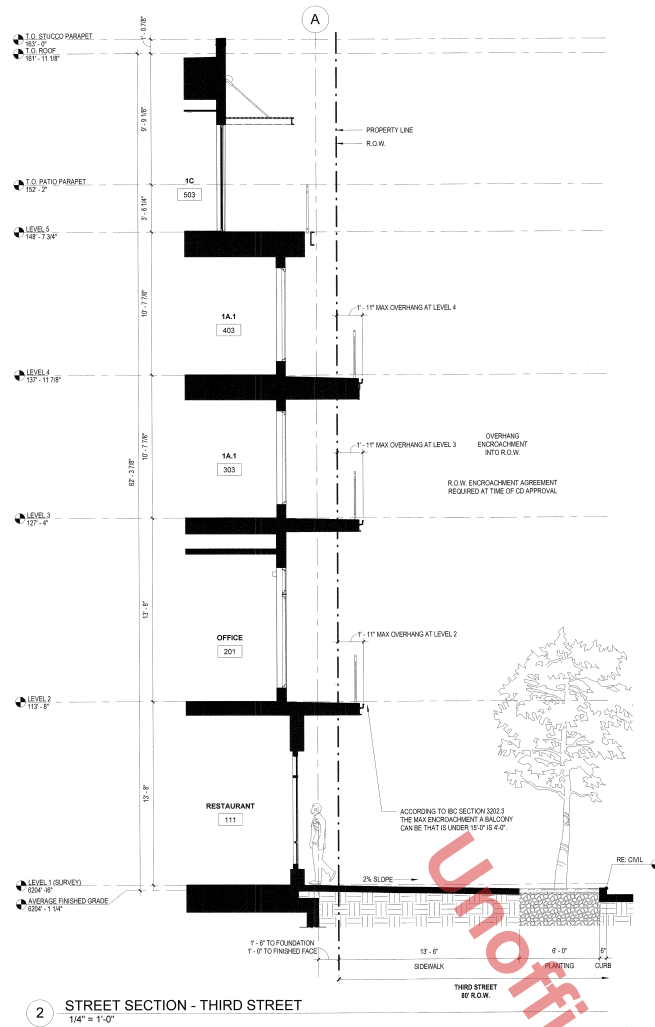 A
T.O. STUCCO PARAPET
163' - 0"
T.O. ROOF
161' - 11 1/8"
1' - 0 7/8"
9' - 9 1/8"
PROPERTY LINE
R.O.W.
T.O. PATIO PARAPET
152' - 2"
1C
503
3' - 6 1/4"
LEVEL 5
148' - 7 3/4"
10' - 7 7/8"
1A.1
403
1' - 11" MAX OVERHANG AT LEVEL 4
LEVEL 4
137' - 11 7/8"
62' - 3 7/8"
10' - 7 7/8"
1A.1
303
1' - 11" MAX OVERHANG AT LEVEL 3
OVERHANG
ENCROACHMENT
INTO R.O.W.
R.O.W. ENCROACHMENT AGREEMENT
REQUIRED AT TIME OF CD APPROVAL
LEVEL 3
127' - 4"
13' - 8"
OFFICE
201
1' - 11" MAX OVERHANG AT LEVEL 2
LEVEL 2
113' - 8"
13' - 8"
RESTAURANT
111
ACCORDING TO IBC SECTION 3202.3
THE MAX ENCROACHMENT A BALCONY
CAN BE THAT IS UNDER 15'-0" IS 4'-0".
2% SLOPE
RE: CIVIL
LEVEL 1 (SURVEY)
6204' -6"
AVERAGE FINISHED GRADE
6204' - 1 1/4"
1' - 6" TO FOUNDATION
1' - 0" TO FINISHED FACE
13' - 6"
6' - 0"
6"
SIDEWALK
PLANTING
CURB
THIRD STREET
80' R.O.W.
2
STREET SECTION - THIRD STREET
1/4" = 1'-0"
Unoffi